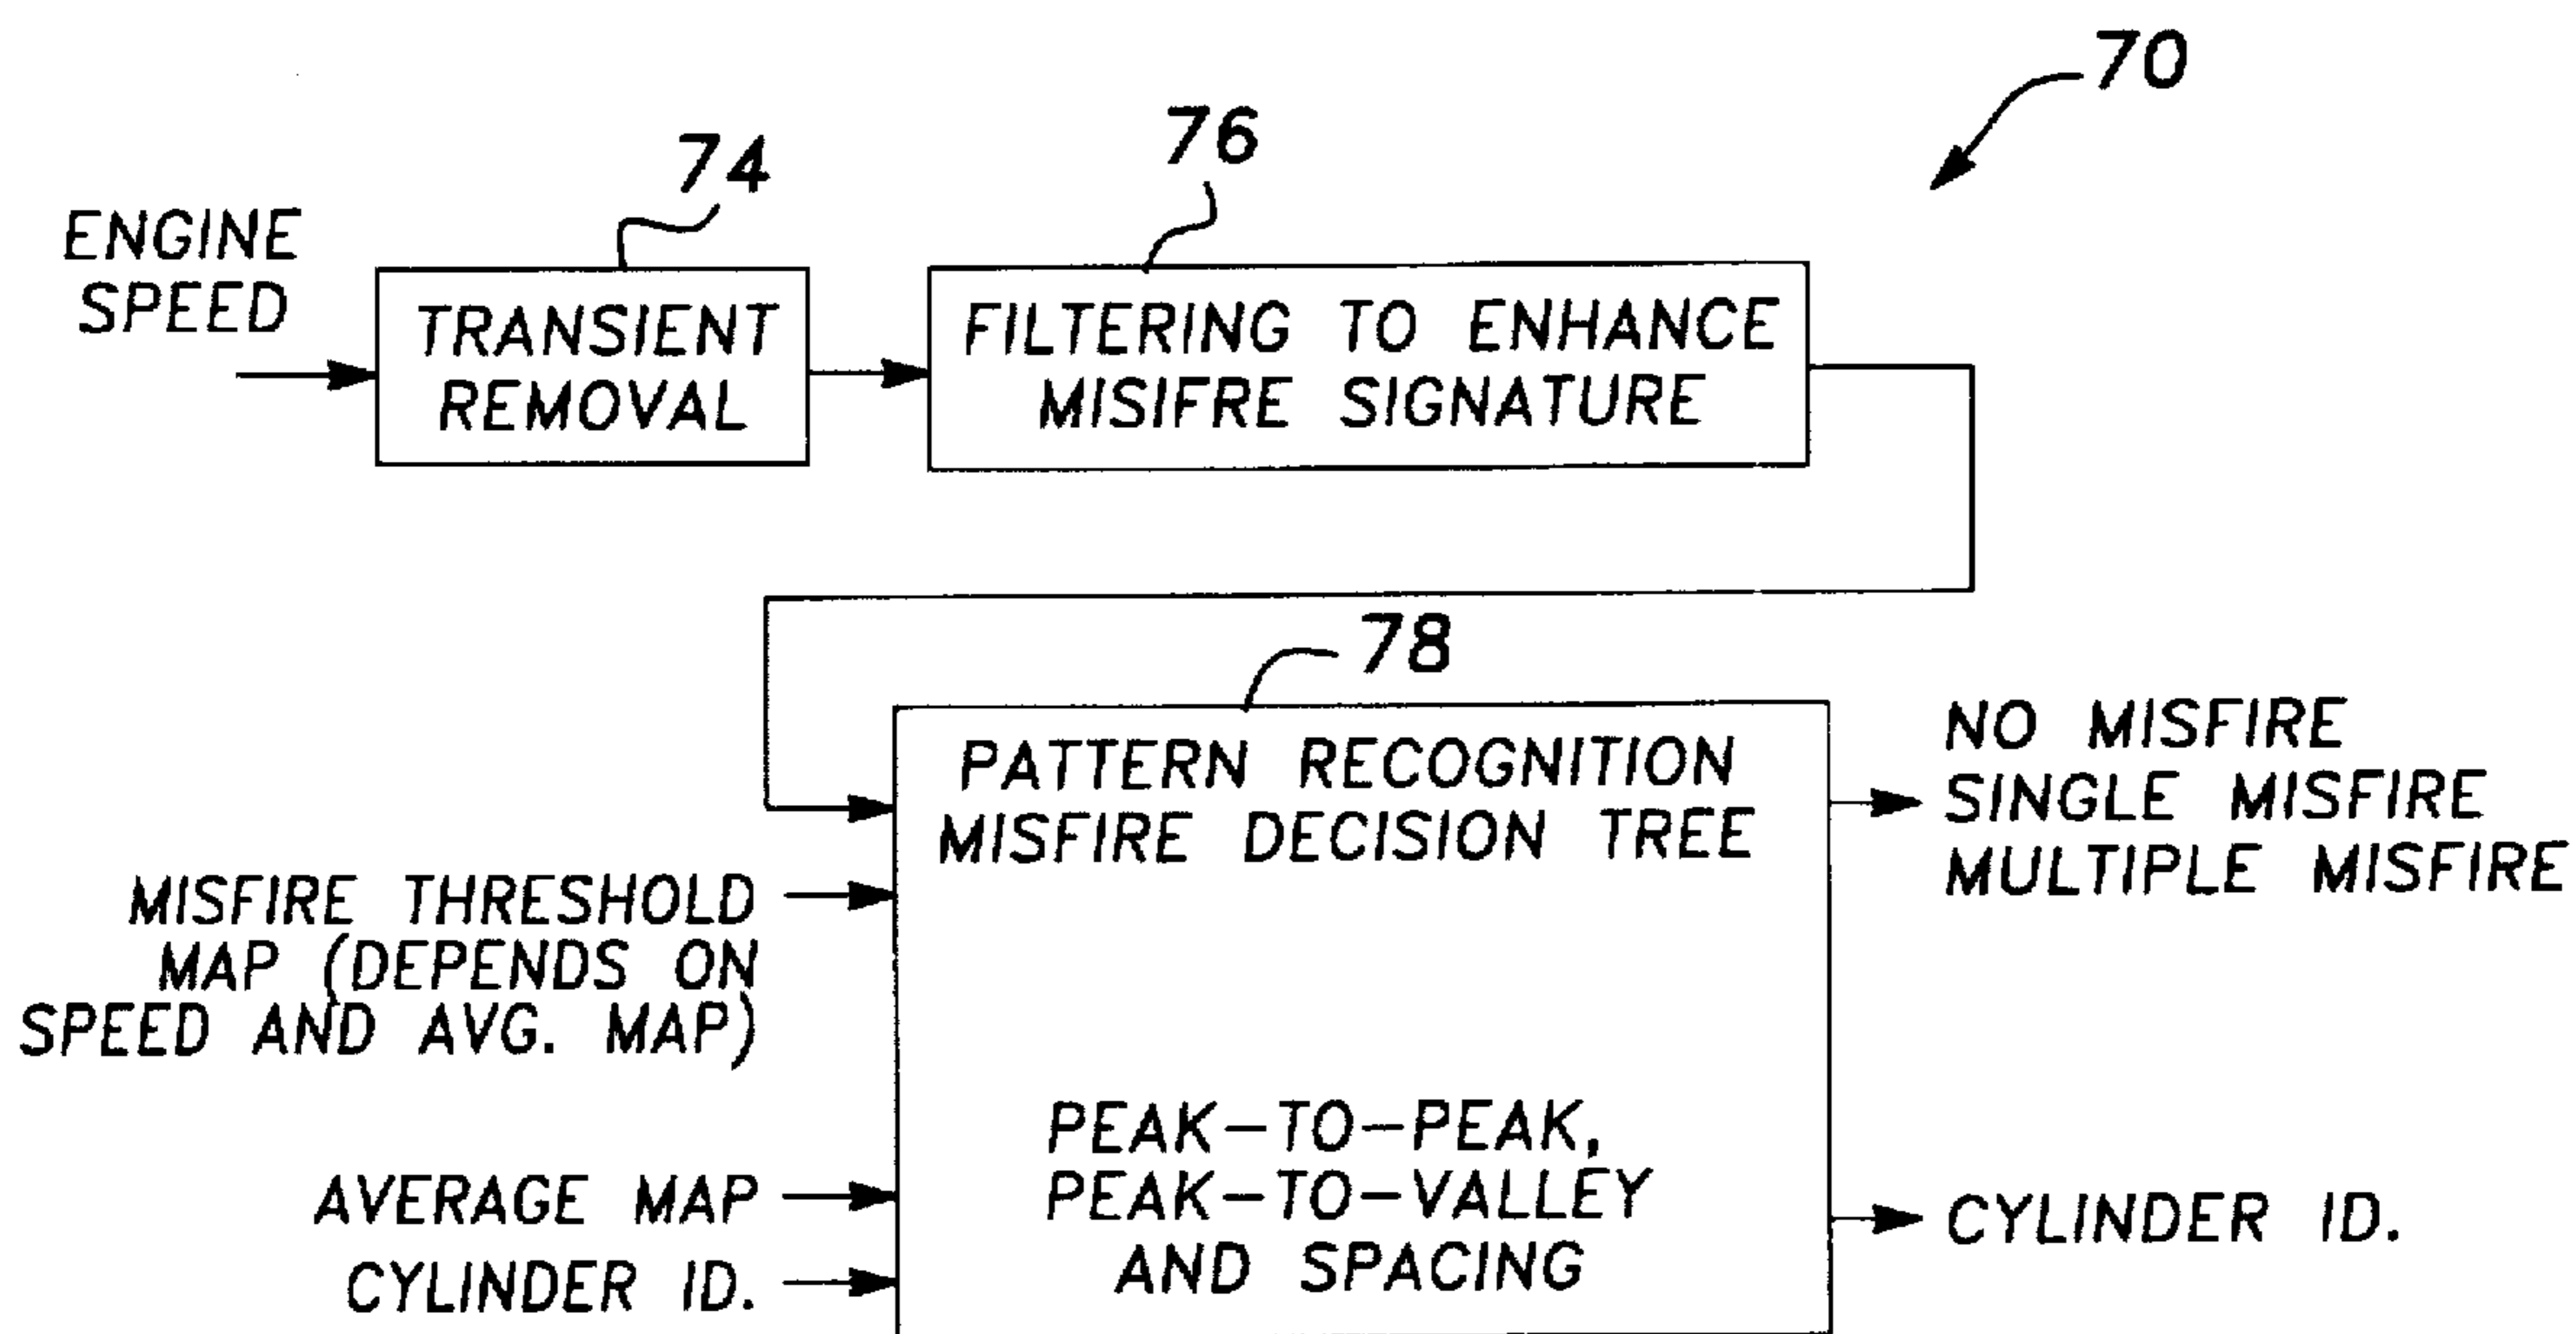 70
74
76
ENGINE
SPEED
TRANSIENT
REMOVAL
FILTERING TO ENHANCE
MISIFRE SIGNATURE
78
PATTERN RECOGNITION
MISFIRE DECISION TREE
NO MISFIRE
SINGLE MISFIRE
MULTIPLE MISFIRE
MISFIRE THRESHOLD
MAP (DEPENDS ON
SPEED AND AVG. MAP)
PEAK-TO-PEAK,
PEAK-TO-VALLEY
AND SPACING
AVERAGE MAP
CYLINDER ID.
CYLINDER ID.